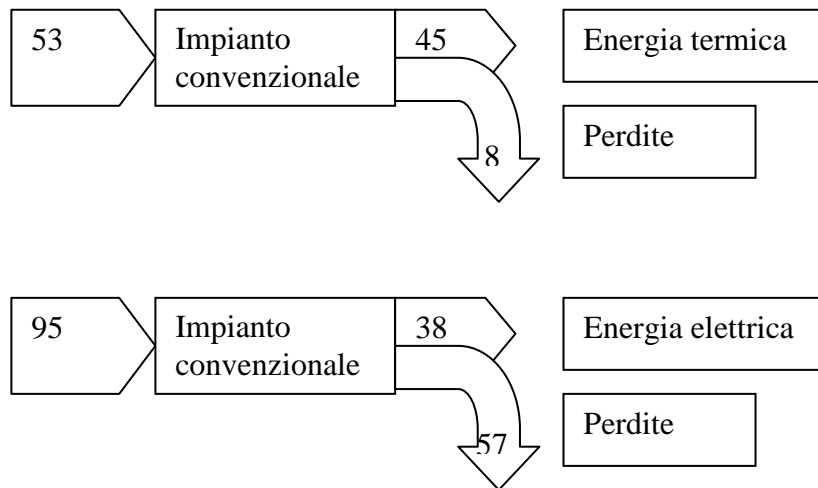 53
Impianto
convenzionale
45
Energia termica
8
Perdite
95
Impianto
convenzionale
38
Energia elettrica
57
Perdite